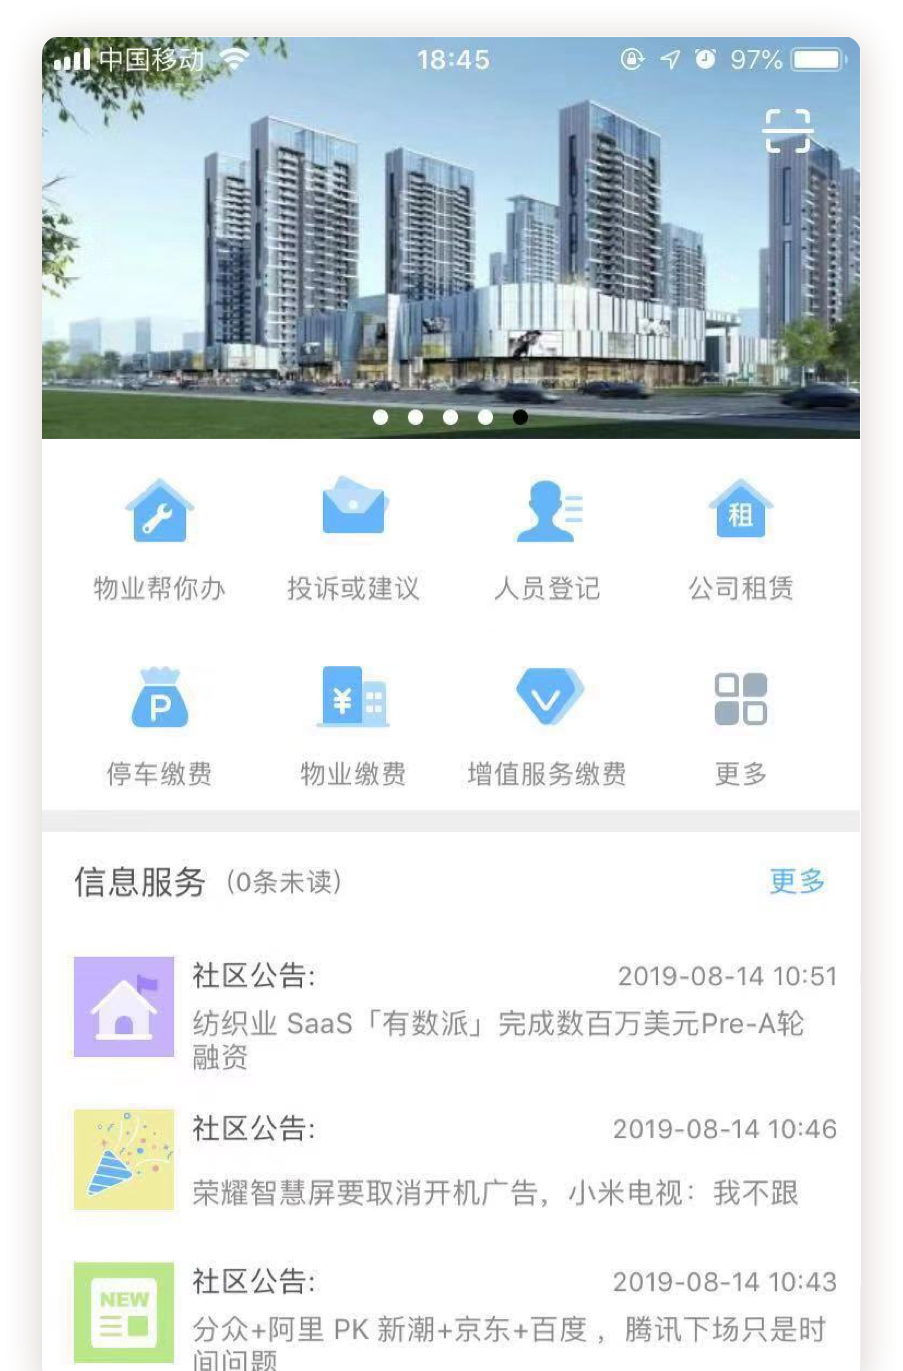 中国移动 18:45 97%
物业帮你办 投诉或建议 人员登记 租 公司租赁
P ¥
停车缴费 物业缴费 增值服务缴费 更多
信息服务 (0条未读) 更多
社区公告: 2019-08-14 10:51
纺织业 SaaS「有数派」完成数百万美元Pre-A轮
融资
社区公告: 2019-08-14 10:46
荣耀智慧屏要取消开机广告，小米电视：我不跟
社区公告: 2019-08-14 10:43
NEW
分众+阿里 PK 新潮+京东+百度 ，腾讯下场只是时
间问题